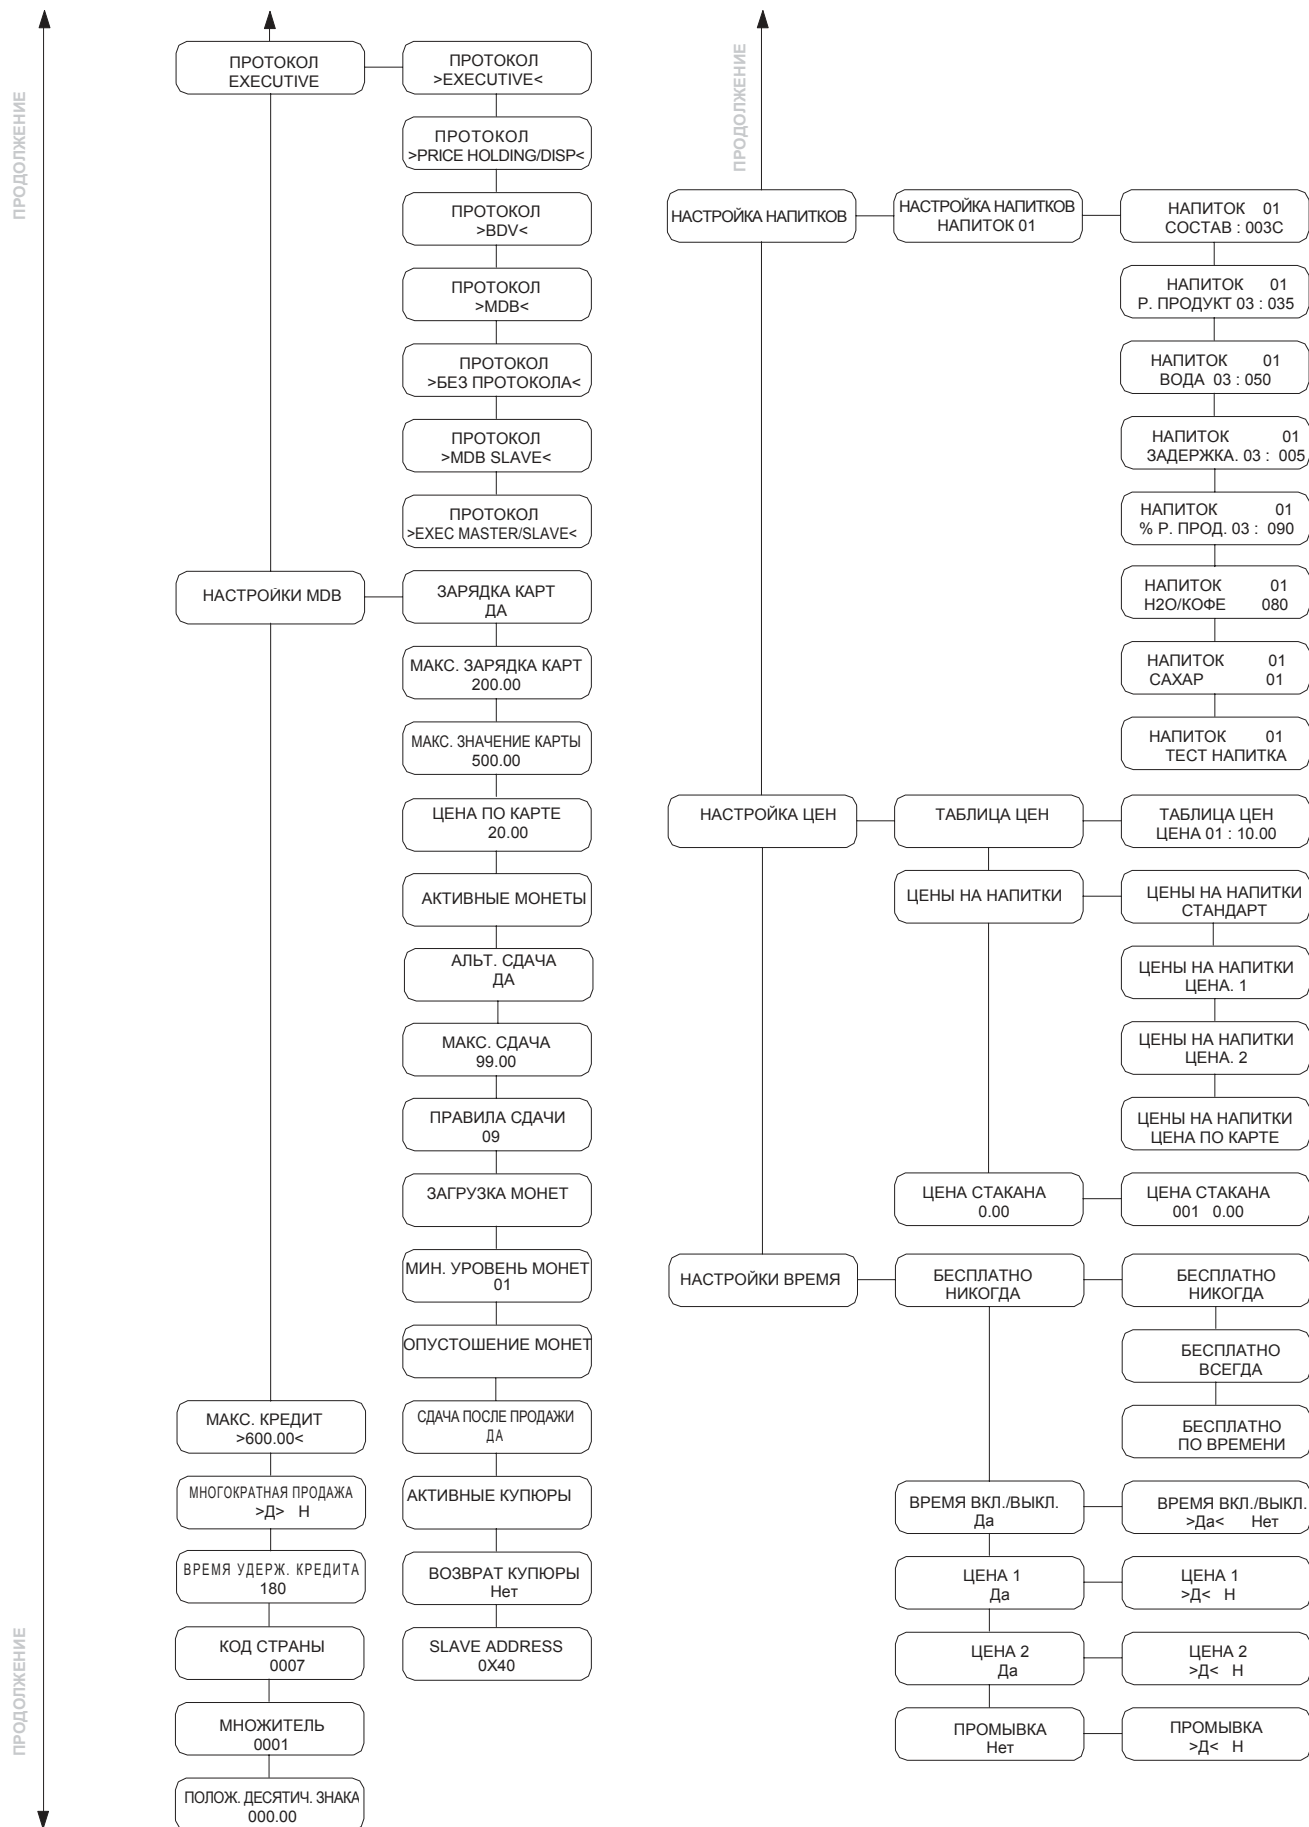 ПРОДОЛЖЕНИЕ
ПРОДОЛЖЕНИЕ
ПРОТОКОЛ
EXECUTIVE
ПРОТОКОЛ
>EXECUTIVE<
ПРОТОКОЛ
>PRICE HOLDING/DISP<
ПРОТОКОЛ
>BDV<
ПРОТОКОЛ
>MDB<
ПРОТОКОЛ
>БЕЗ ПРОТОКОЛА<
ПРОТОКОЛ
>MDB SLAVE<
ПРОТОКОЛ
>EXEC MASTER/SLAVE<
НАСТРОЙКИ MDB
ЗАРЯДКА КАРТ
ДА
МАКС. ЗАРЯДКА КАРТ
200.00
МАКС. ЗНАЧЕНИЕ КАРТЫ
500.00
ЦЕНА ПО КАРТЕ
20.00
АКТИВНЫЕ МОНЕТЫ
АЛЬТ. СДАЧА
ДА
МАКС. СДАЧА
99.00
ПРАВИЛА СДАЧИ
09
ЗАГРУЗКА МОНЕТ
МИН. УРОВЕНЬ МОНЕТ
01
ОПУСТОШЕНИЕ МОНЕТ
СДАЧА ПОСЛЕ ПРОДАЖИ
ДА
АКТИВНЫЕ КУПЮРЫ
ВОЗВРАТ КУПЮРЫ
Нет
SLAVE ADDRESS
0X40
МАКС. КРЕДИТ
>600.00<
МНОГОКРАТНАЯ ПРОДАЖА
>Д> Н
ВРЕМЯ УДЕРЖ. КРЕДИТА
180
КОД СТРАНЫ
0007
МНОЖИТЕЛЬ
0001
ПОЛОЖ. ДЕСЯТИЧ. ЗНАКА
000.00
ПРОДОЛЖЕНИЕ
НАСТРОЙКА НАПИТКОВ
НАСТРОЙКА НАПИТКОВ
НАПИТОК 01
НАПИТОК 01
СОСТАВ : 003C
НАПИТОК 01
Р. ПРОДУКТ 03 : 035
НАПИТОК 01
ВОДА 03 : 050
НАПИТОК 01
ЗАДЕРЖКА. 03 : 005
НАПИТОК 01
% Р. ПРОД. 03 : 090
НАПИТОК 01
H2O/КОФЕ 080
НАПИТОК 01
САХАР 01
НАПИТОК 01
ТЕСТ НАПИТКА
НАСТРОЙКА ЦЕН
ТАБЛИЦА ЦЕН
ТАБЛИЦА ЦЕН
ЦЕНА 01 : 10.00
ЦЕНЫ НА НАПИТКИ
ЦЕНЫ НА НАПИТКИ
СТАНДАРТ
ЦЕНЫ НА НАПИТКИ
ЦЕНА. 1
ЦЕНЫ НА НАПИТКИ
ЦЕНА. 2
ЦЕНЫ НА НАПИТКИ
ЦЕНА ПО КАРТЕ
ЦЕНА СТАКАНА
0.00
ЦЕНА СТАКАНА
001 0.00
НАСТРОЙКИ ВРЕМЯ
БЕСПЛАТНО
НИКОГДА
БЕСПЛАТНО
НИКОГДА
БЕСПЛАТНО
ВСЕГДА
БЕСПЛАТНО
ПО ВРЕМЕНИ
ВРЕМЯ ВКЛ./ВЫКЛ.
Да
ВРЕМЯ ВКЛ./ВЫКЛ.
>Да< Нет
ЦЕНА 1
Да
ЦЕНА 1
>Д< Н
ЦЕНА 2
Да
ЦЕНА 2
>Д< Н
ПРОМЫВКА
Нет
ПРОМЫВКА
>Д< Н